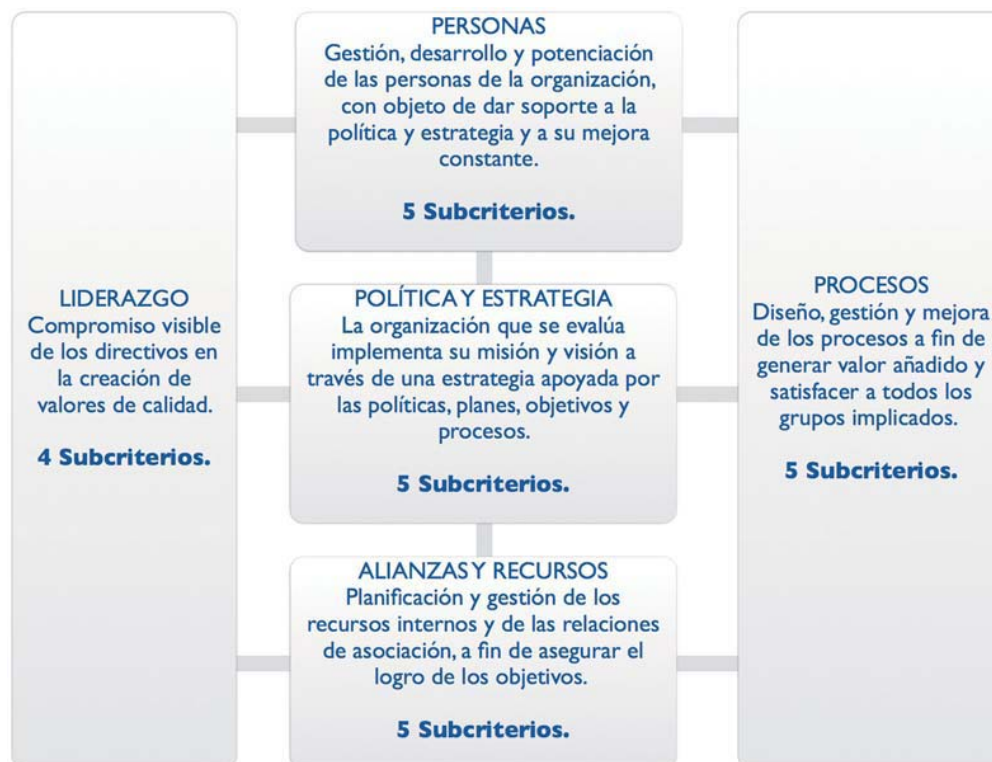 PERSONAS
Gestión, desarrollo y potenciación
de las personas de la organización,
con objeto de dar soporte a la
política y estrategia y a su mejora
constante.
5 Subcriterios.
LIDERAZGO
Compromiso visible
de los directivos en
la creación de
valores de calidad.
4 Subcriterios.
POLÍTICA Y ESTRATEGIA
La organización que se evalúa
implementa su misión y visión a
través de una estrategia apoyada por
las políticas, planes, objetivos y
procesos.
5 Subcriterios.
PROCESOS
Diseño, gestión y mejora
de los procesos a fin de
generar valor añadido y
satisfacer a todos los
grupos implicados.
5 Subcriterios.
ALIANZAS Y RECURSOS
Planificación y gestión de los
recursos internos y de las relaciones
de asociación, a fin de asegurar el
logro de los objetivos.
5 Subcriterios.